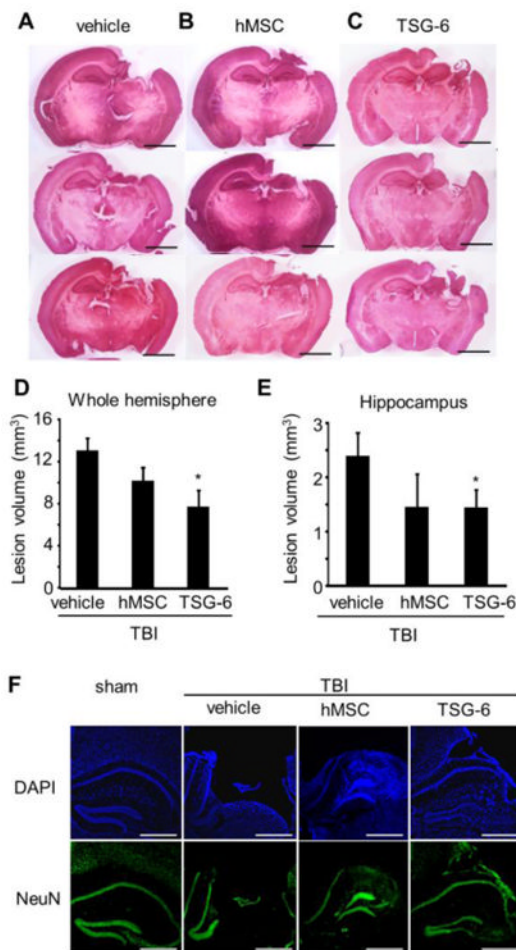 A vehicle B hMSC C TSG-6
D Whole hemisphere
Lesion volume (mm³)
16
12
8
4
0
*
vehicle hMSC TSG-6
TBI
E Hippocampus
Lesion volume (mm³)
3
2
1
0
*
vehicle hMSC TSG-6
TBI
F sham TBI
vehicle hMSC TSG-6
DAPI
NeuN